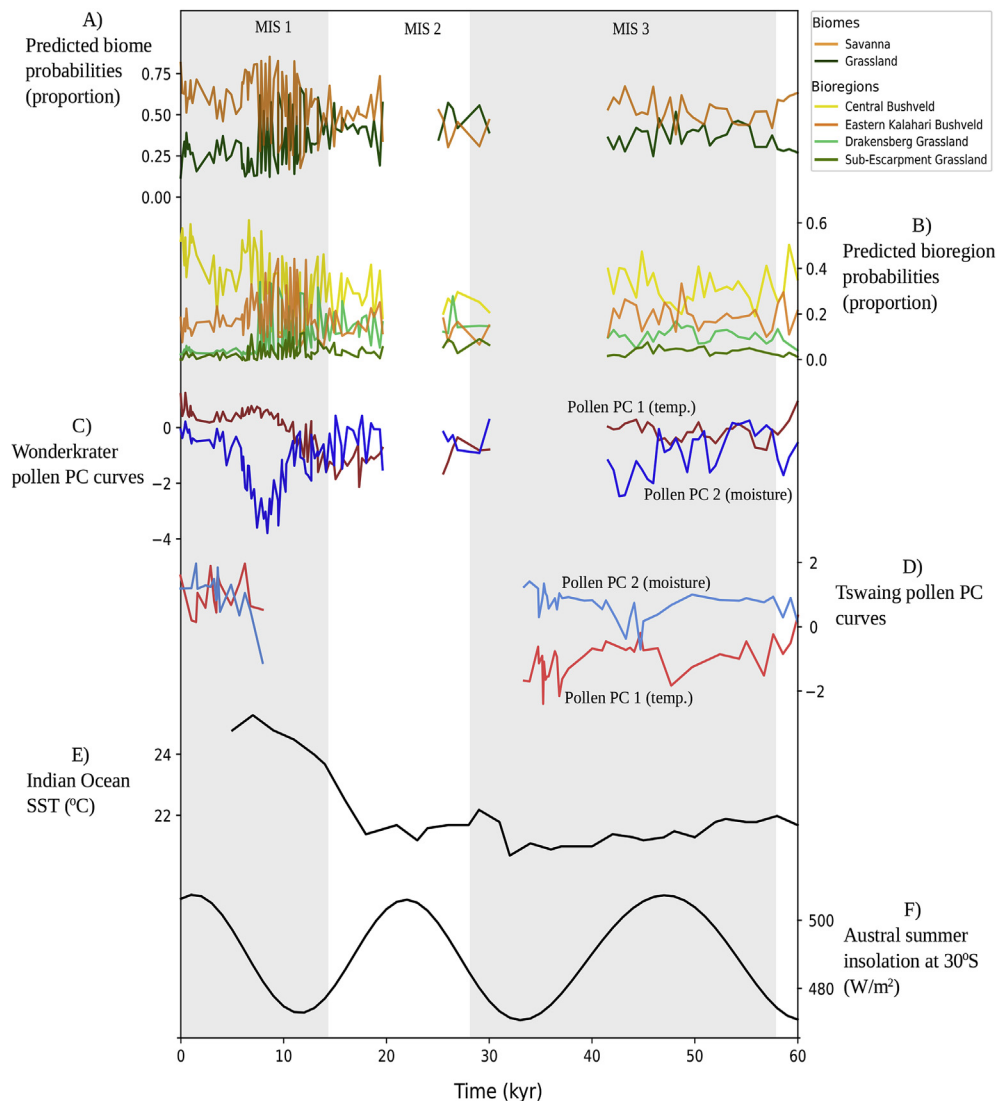 A)
Predicted biome
probabilities
(proportion)
MIS 1
MIS 2
MIS 3
Biomes
Savanna
Grassland
Bioregions
Central Bushveld
Eastern Kalahari Bushveld
Drakensberg Grassland
Sub-Escarpment Grassland
0.75
0.50
0.25
0.00
B)
Predicted bioregion
probabilities
(proportion)
0.6
0.4
0.2
0.0
C)
Wonderkrater
pollen PC curves
0
−2
−4
Pollen PC 1 (temp.)
Pollen PC 2 (moisture)
D)
Tswaing pollen PC
curves
2
0
−2
Pollen PC 2 (moisture)
Pollen PC 1 (temp.)
E)
Indian Ocean
SST (ºC)
24
22
F)
Austral summer
insolation at 30ºS
(W/m²)
500
480
0 10 20 30 40 50 60
Time (kyr)